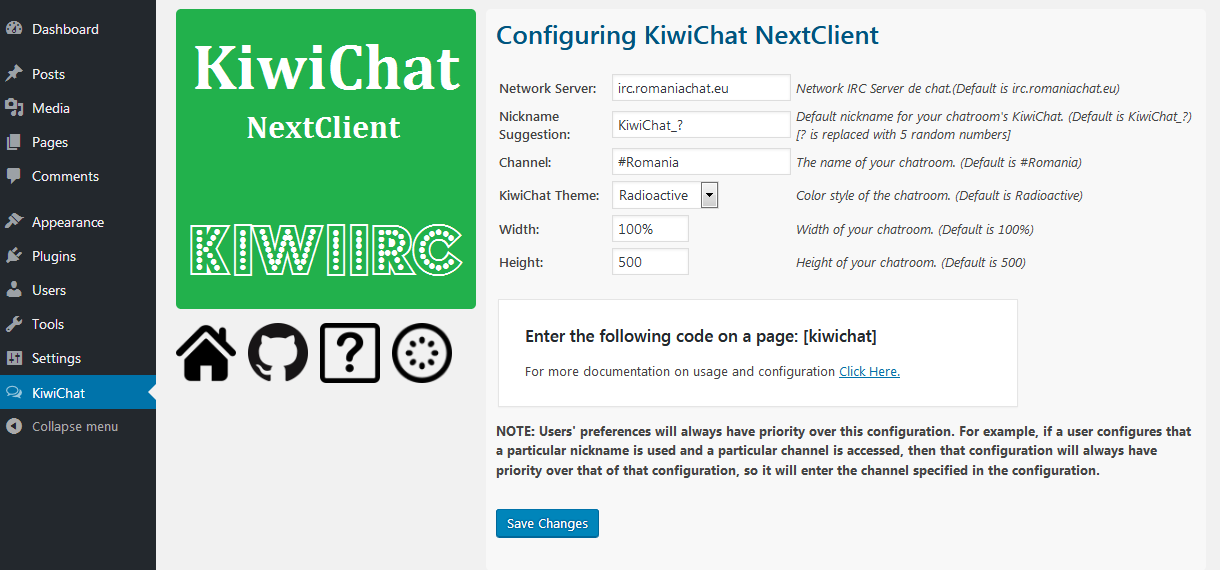 Dashboard
Posts
Media
Pages
Comments
Appearance
Plugins
Users
Tools
Settings
KiwiChat
Collapse menu
KiwiChat
NextClient
KIWIIRC
?
Configuring KiwiChat NextClient
Network Server: irc.romaniachat.eu Network IRC Server de chat.(Default is irc.romaniachat.eu)
Nickname Suggestion: KiwiChat_? Default nickname for your chatroom's KiwiChat. (Default is KiwiChat_?)
[? is replaced with 5 random numbers]
Channel: #Romania The name of your chatroom. (Default is #Romania)
KiwiChat Theme: Radioactive Color style of the chatroom. (Default is Radioactive)
Width: 100% Width of your chatroom. (Default is 100%)
Height: 500 Height of your chatroom. (Default is 500)
Enter the following code on a page: [kiwichat]
For more documentation on usage and configuration Click Here.
NOTE: Users' preferences will always have priority over this configuration. For example, if a user configures that
a particular nickname is used and a particular channel is accessed, then that configuration will always have
priority over that of that configuration, so it will enter the channel specified in the configuration.
Save Changes